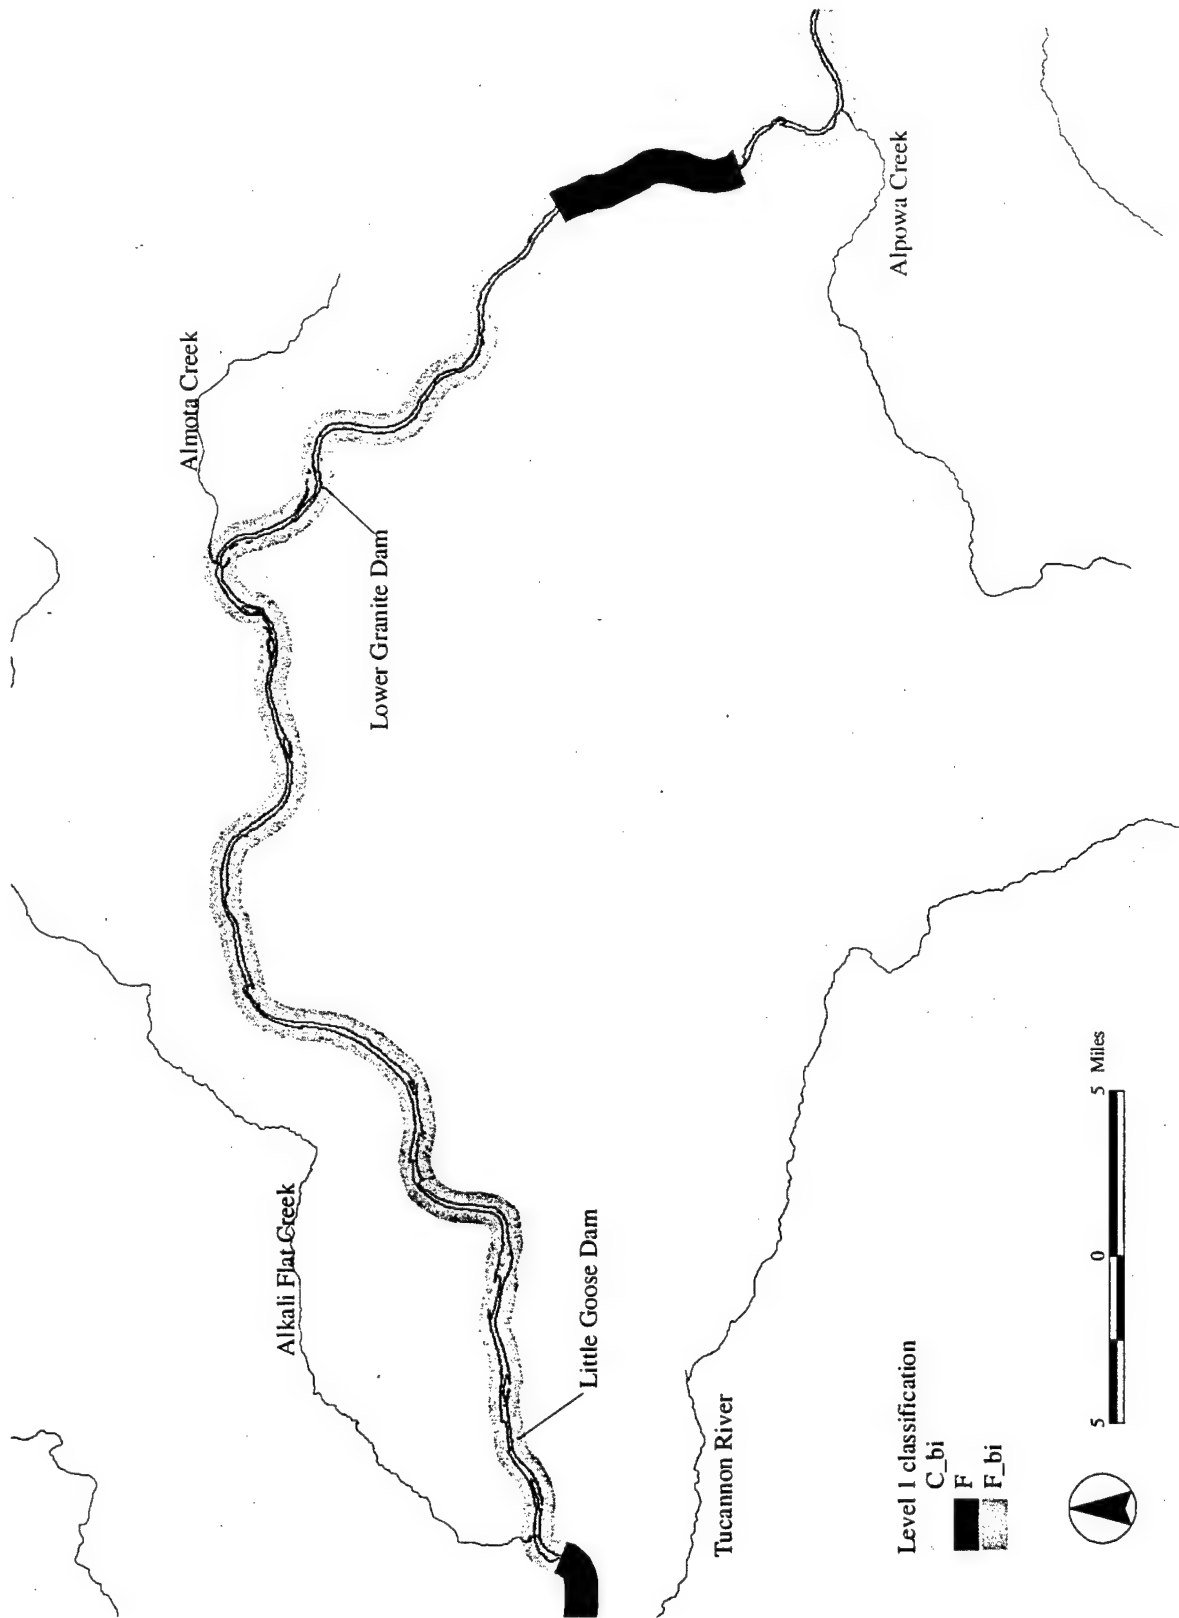 Almota Creek
Alkali Flat Creek
Lower Granite Dam
Little Goose Dam
Alpowa Creek
Tucannon River
Level 1 classification
C_bi
F
F_bi
5 0 5 Miles